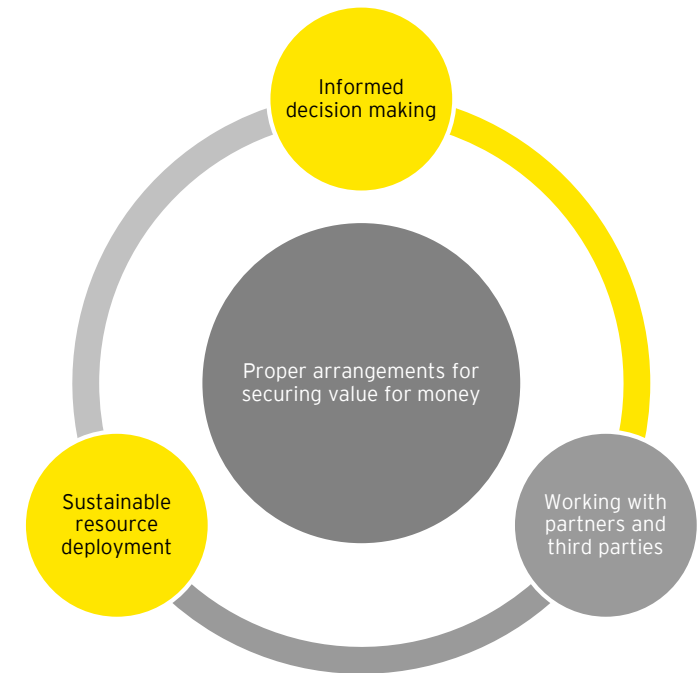 Informed
decision making
Proper arrangements for
securing value for money
Sustainable
resource
deployment
Working with
partners and
third parties